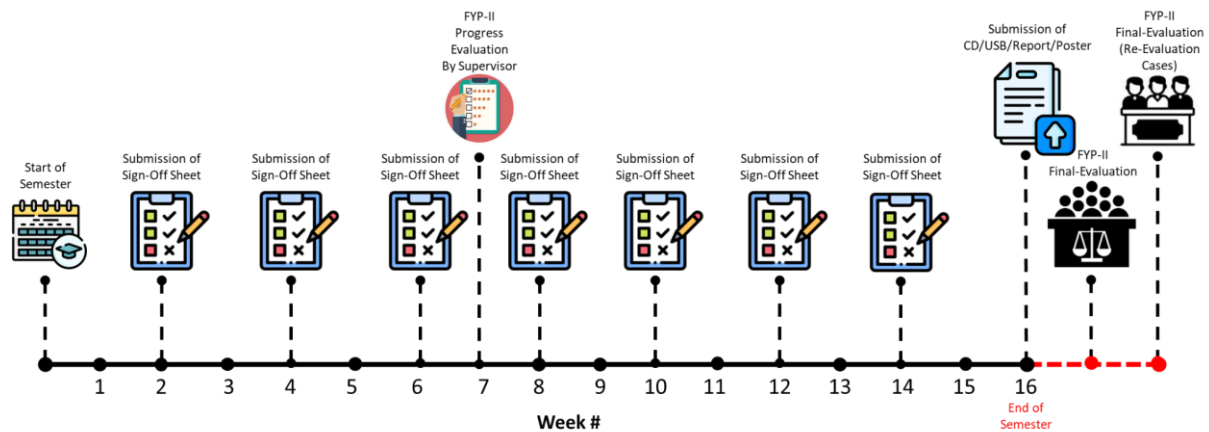 Start of
Semester
Submission of
Sign-Off Sheet
Submission of
Sign-Off Sheet
Submission of
Sign-Off Sheet
FYP-II
Progress
Evaluation
By Supervisor
Submission of
Sign-Off Sheet
Submission of
Sign-Off Sheet
Submission of
Sign-Off Sheet
Submission of
Sign-Off Sheet
Submission of
CD/USB/Report/Poster
FYP-II
Final-Evaluation
FYP-II
Final-Evaluation
(Re-Evaluation
Cases)
1 2 3 4 5 6 7 8 9 10 11 12 13 14 15 16
End of
Semester
Week #